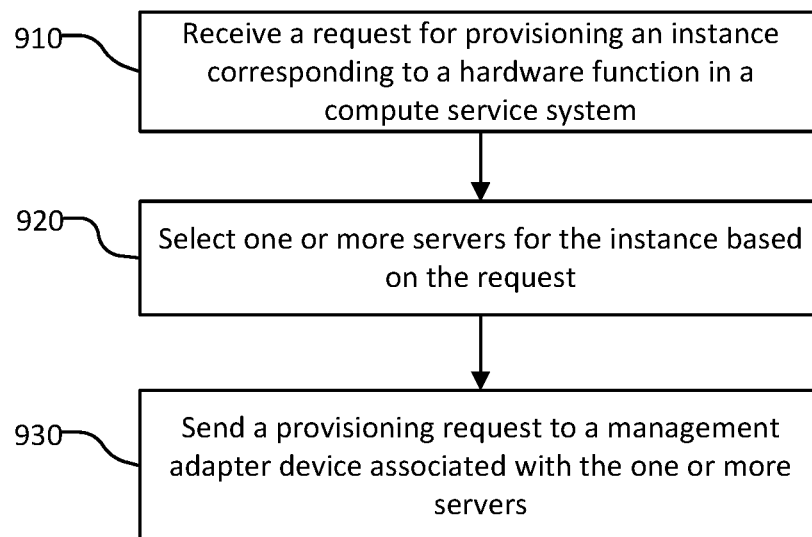 910
Receive a request for provisioning an instance
corresponding to a hardware function in a
compute service system
920
Select one or more servers for the instance based
on the request
930
Send a provisioning request to a management
adapter device associated with the one or more
servers